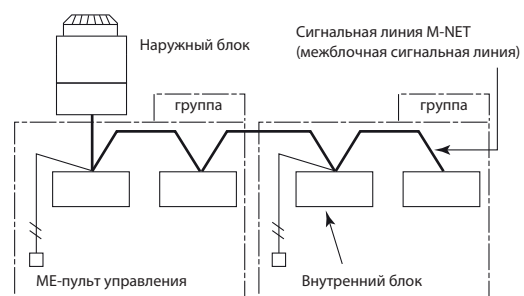 Наружный блок
Сигнальная линия M-NET
(межблочная сигнальная линия)
группа
группа
МЕ-пульт управления
Внутренний блок